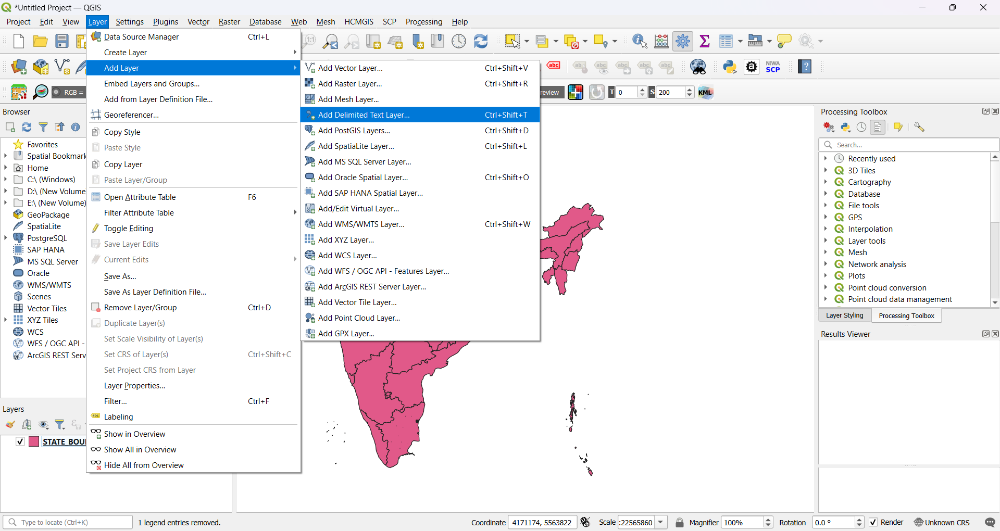 *Untitled Project — QGIS
Project Edit View Layer Settings Plugins Vector Raster Database Web Mesh HCMGIS SCP Processing Help
Data Source Manager Ctrl+L
Create Layer
Add Layer
Embed Layers and Groups...
Add from Layer Definition File...
Georeferencer...
Copy Style
Paste Style
Copy Layer
Paste Layer/Group
Open Attribute Table F6
Filter Attribute Table
Toggle Editing
Save Layer Edits
Current Edits
Save As...
Save As Layer Definition File...
Remove Layer/Group Ctrl+D
Duplicate Layer(s)
Set Scale Visibility of Layer(s)
Set CRS of Layer(s) Ctrl+Shift+C
Set Project CRS from Layer
Layer Properties...
Filter... Ctrl+F
abc Labeling
Show in Overview
Show All in Overview
Hide All from Overview
Add Vector Layer... Ctrl+Shift+V
Add Raster Layer... Ctrl+Shift+R
Add Mesh Layer...
Add Delimited Text Layer... Ctrl+Shift+T
Add PostGIS Layers... Ctrl+Shift+D
Add SpatiaLite Layer... Ctrl+Shift+L
Add MS SQL Server Layer...
Add Oracle Spatial Layer... Ctrl+Shift+O
Add SAP HANA Spatial Layer...
Add/Edit Virtual Layer...
Add WMS/WMTS Layer... Ctrl+Shift+W
Add XYZ Layer...
Add WCS Layer...
Add WFS / OGC API - Features Layer...
Add ArcGIS REST Server Layer...
Add Vector Tile Layer...
Add Point Cloud Layer...
Add GPX Layer...
1:1
abc abc abc abc abc abc a NIWA SCP ?
RGB =
review T 0 S 200 KML
Browser
Favorites
Spatial Bookmark
Home
C:\ (Windows)
D:\ (New Volume
E:\ (New Volume)
GeoPackage
SpatiaLite
PostgreSQL
SAP HANA
MS SQL Server
Oracle
WMS/WMTS
Scenes
Vector Tiles
XYZ Tiles
WCS
WFS / OGC API -
ArcGIS REST Serv
Layers
STATE_BOU
Processing Toolbox
Search...
Recently used
3D Tiles
Cartography
Database
File tools
GPS
Interpolation
Layer tools
Mesh
Network analysis
Plots
Point cloud conversion
Point cloud data management
Layer Styling Processing Toolbox
Results Viewer
Type to locate (Ctrl+K) 1 legend entries removed. Coordinate 4171174, 5563822 Scale :22565860 Magnifier 100% Rotation 0.0 ° Render Unknown CRS